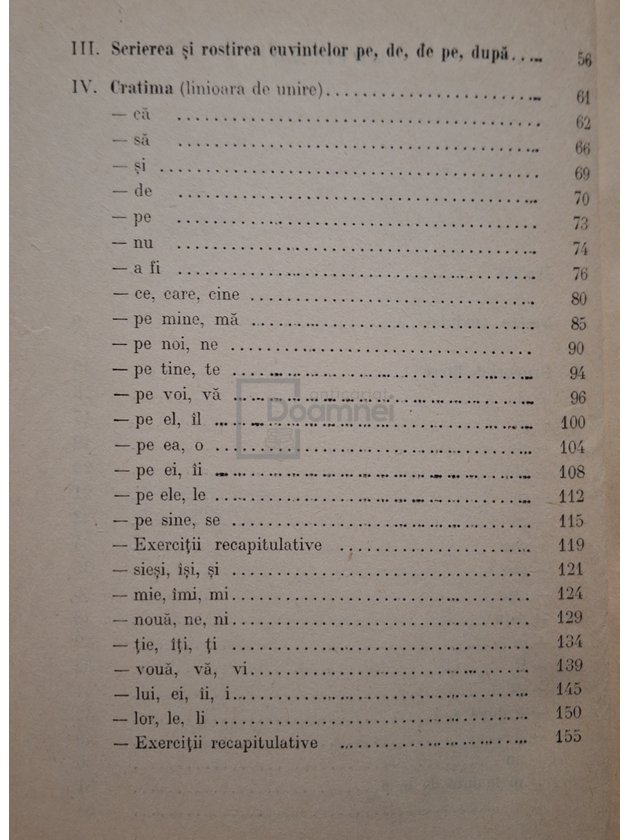 III. Scrierea și rostirea cuvintelor pe, de, de pe, după..... 56
IV. Cratima (linioara de unire)..... 61
— că ..... 62
— să ..... 66
— și ..... 69
— de ..... 70
— pe ..... 73
— nu ..... 74
— a fi ..... 76
— ce, care, cine ..... 80
— pe mine, mă ..... 85
— pe noi, ne ..... 90
— pe tine, te ..... 94
— pe voi, vă ..... 96
— pe el, îl ..... 100
— pe ea, o ..... 104
— pe ei, îi ..... 108
— pe ele, le ..... 112
— pe sine, se ..... 115
— Exerciții recapitulative ..... 119
— sieși, își, și ..... 121
— mie, îmi, mi..... 124
— nouă, ne, ni..... 129
— ție, îți, ți ..... 134
— vouă, vă, vi..... 139
— lui, ei, îi, i..... 145
— lor, le, li ..... 150
— Exerciții recapitulative ..... 155
Doamnei